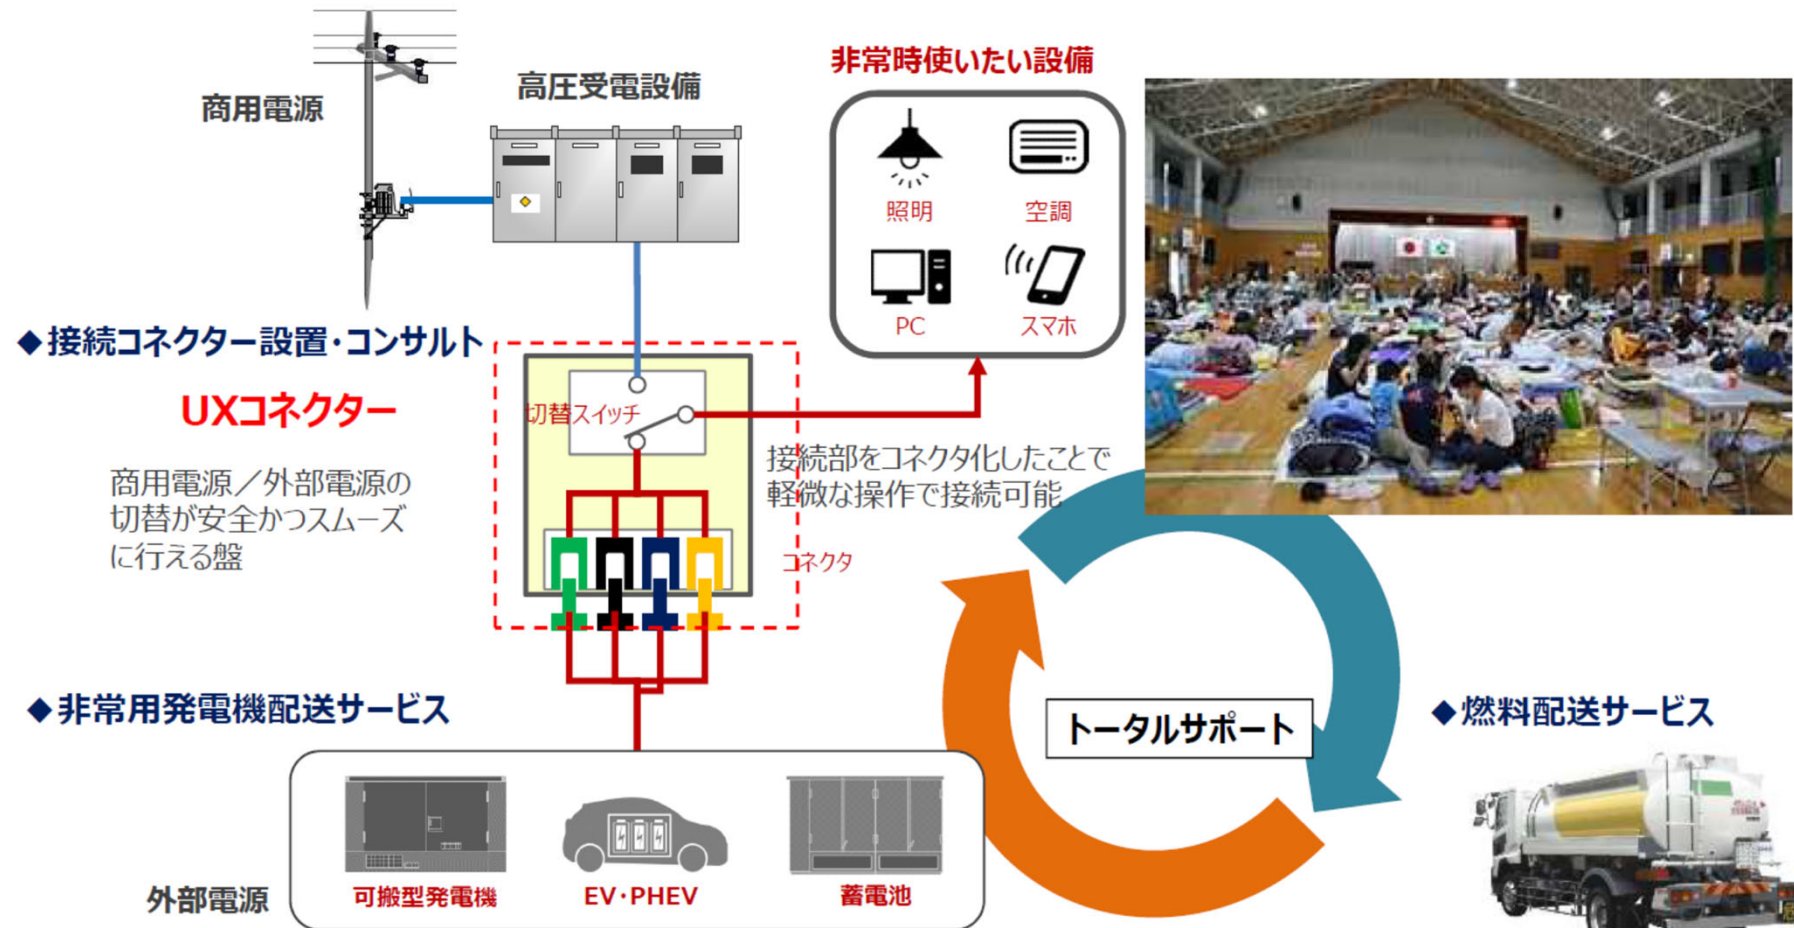 非常時使いたい設備
商用電源
高圧受電設備
照明
空調
PC
スマホ
◆接続コネクター設置・コンサルト
UXコネクター
商用電源／外部電源の
切替が安全かつスムーズ
に行える盤
切替スイッチ
接続部をコネクタ化したことで
軽微な操作で接続可能
コネクタ
◆非常用発電機配送サービス
トータルサポート
◆燃料配送サービス
外部電源
可搬型発電機
EV・PHEV
蓄電池